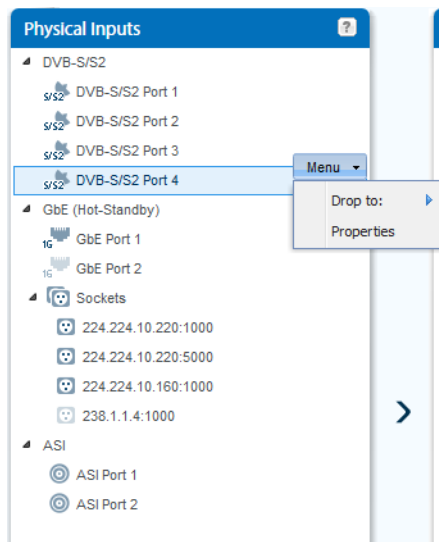 Physical Inputs ?
DVB-S/S2
S/S2 DVB-S/S2 Port 1
S/S2 DVB-S/S2 Port 2
S/S2 DVB-S/S2 Port 3
Menu
S/S2 DVB-S/S2 Port 4
Drop to:
GbE (Hot-Standby)
Properties
1G GbE Port 1
1G GbE Port 2
Sockets
224.224.10.220:1000
224.224.10.220:5000
224.224.10.160:1000
238.1.1.4:1000
ASI
ASI Port 1
ASI Port 2